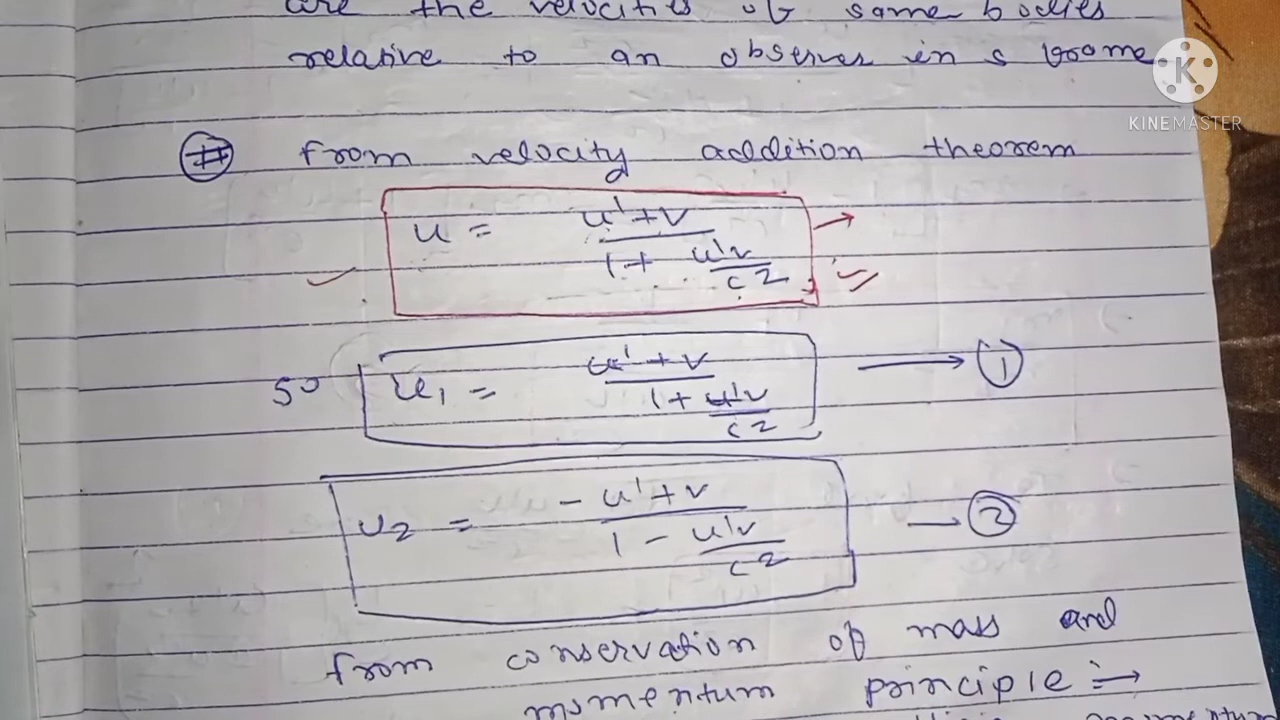 are the velocities of same bodies
relative to an observer in s frame
K
KINEMASTER
# from velocity addition theorem
u = u'+v / 1+ u'v/c2
so u1 = u'+v / 1+ u'v/c2 → 1
u2 = -u'+v / 1 - u'v/c2 → 2
from conservation of mass and
momentum principle :→